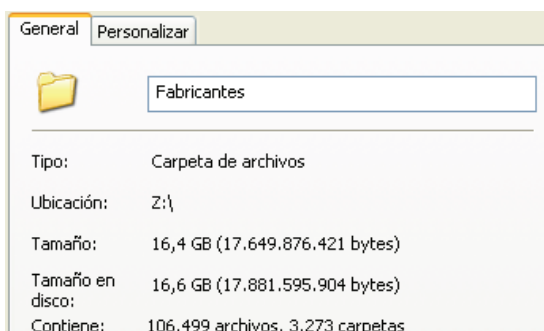 General Personalizar
Fabricantes
Tipo: Carpeta de archivos
Ubicación: Z:\
Tamaño: 16,4 GB (17.649.876.421 bytes)
Tamaño en disco: 16,6 GB (17.881.595.904 bytes)
Contiene: 106.499 archivos, 3.273 carpetas